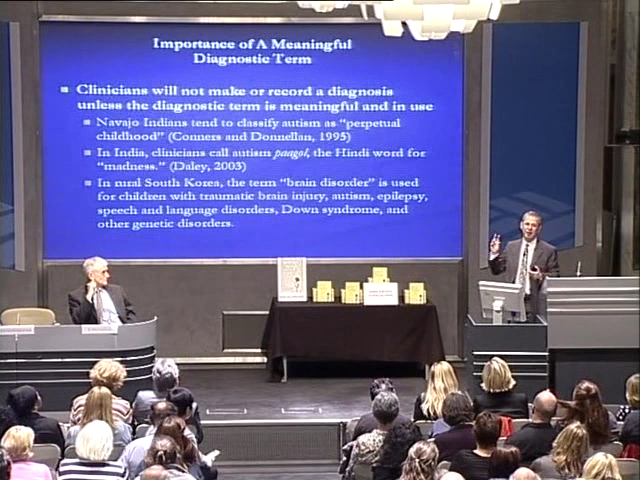 Importance of A Meaningful
Diagnostic Term
Clinicians will not make or record a diagnosis
unless the diagnostic term is meaningful and in use
Navajo Indians tend to classify autism as “perpetual
childhood” (Conners and Donnellan, 1995)
In India, clinicians call autism paagol, the Hindi word for
“madness.” (Daley, 2003)
In rural South Korea, the term “brain disorder” is used
for children with traumatic brain injury, autism, epilepsy,
speech and language disorders, Down syndrome, and
other genetic disorders.